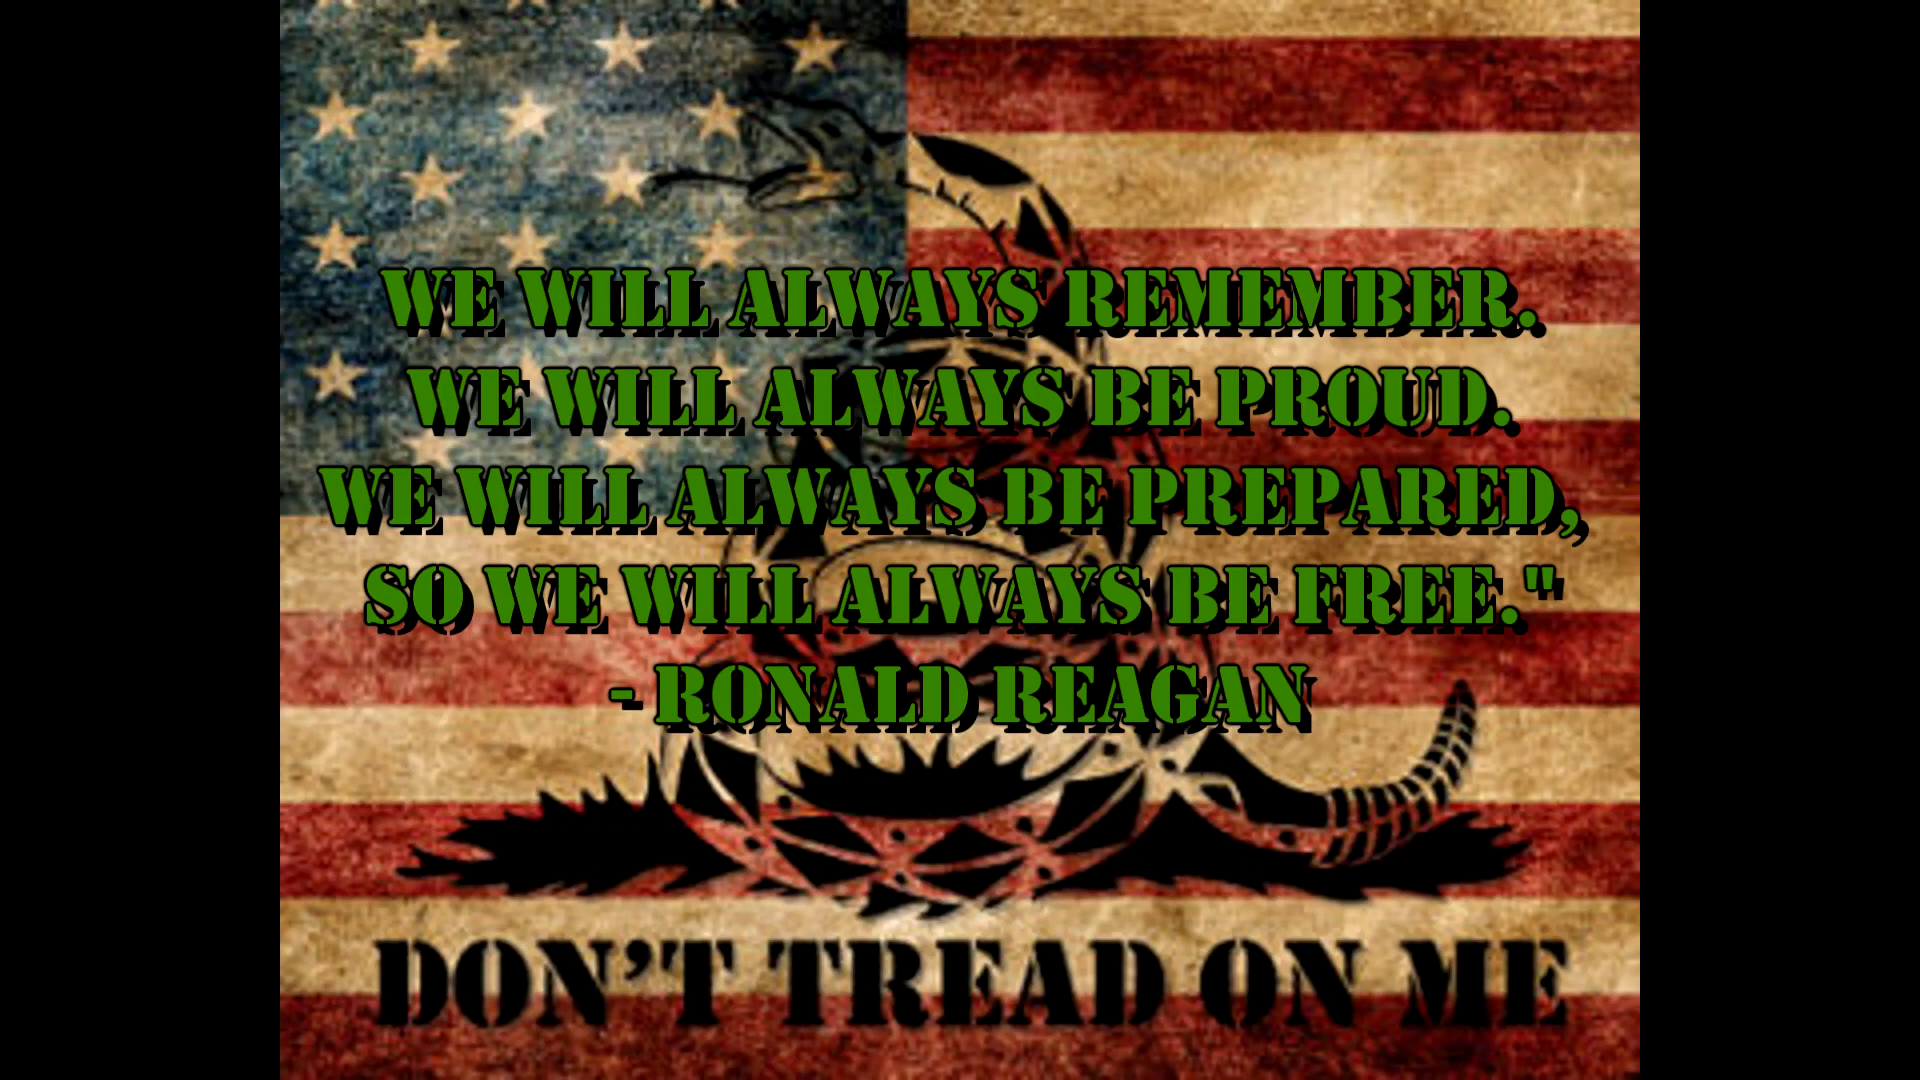 WE WILL ALWAYS REMEMBER.
WE WILL ALWAYS BE PROUD.
WE WILL ALWAYS BE PREPARED,
SO WE WILL ALWAYS BE FREE."
- RONALD REAGAN
DON'T TREAD ON ME